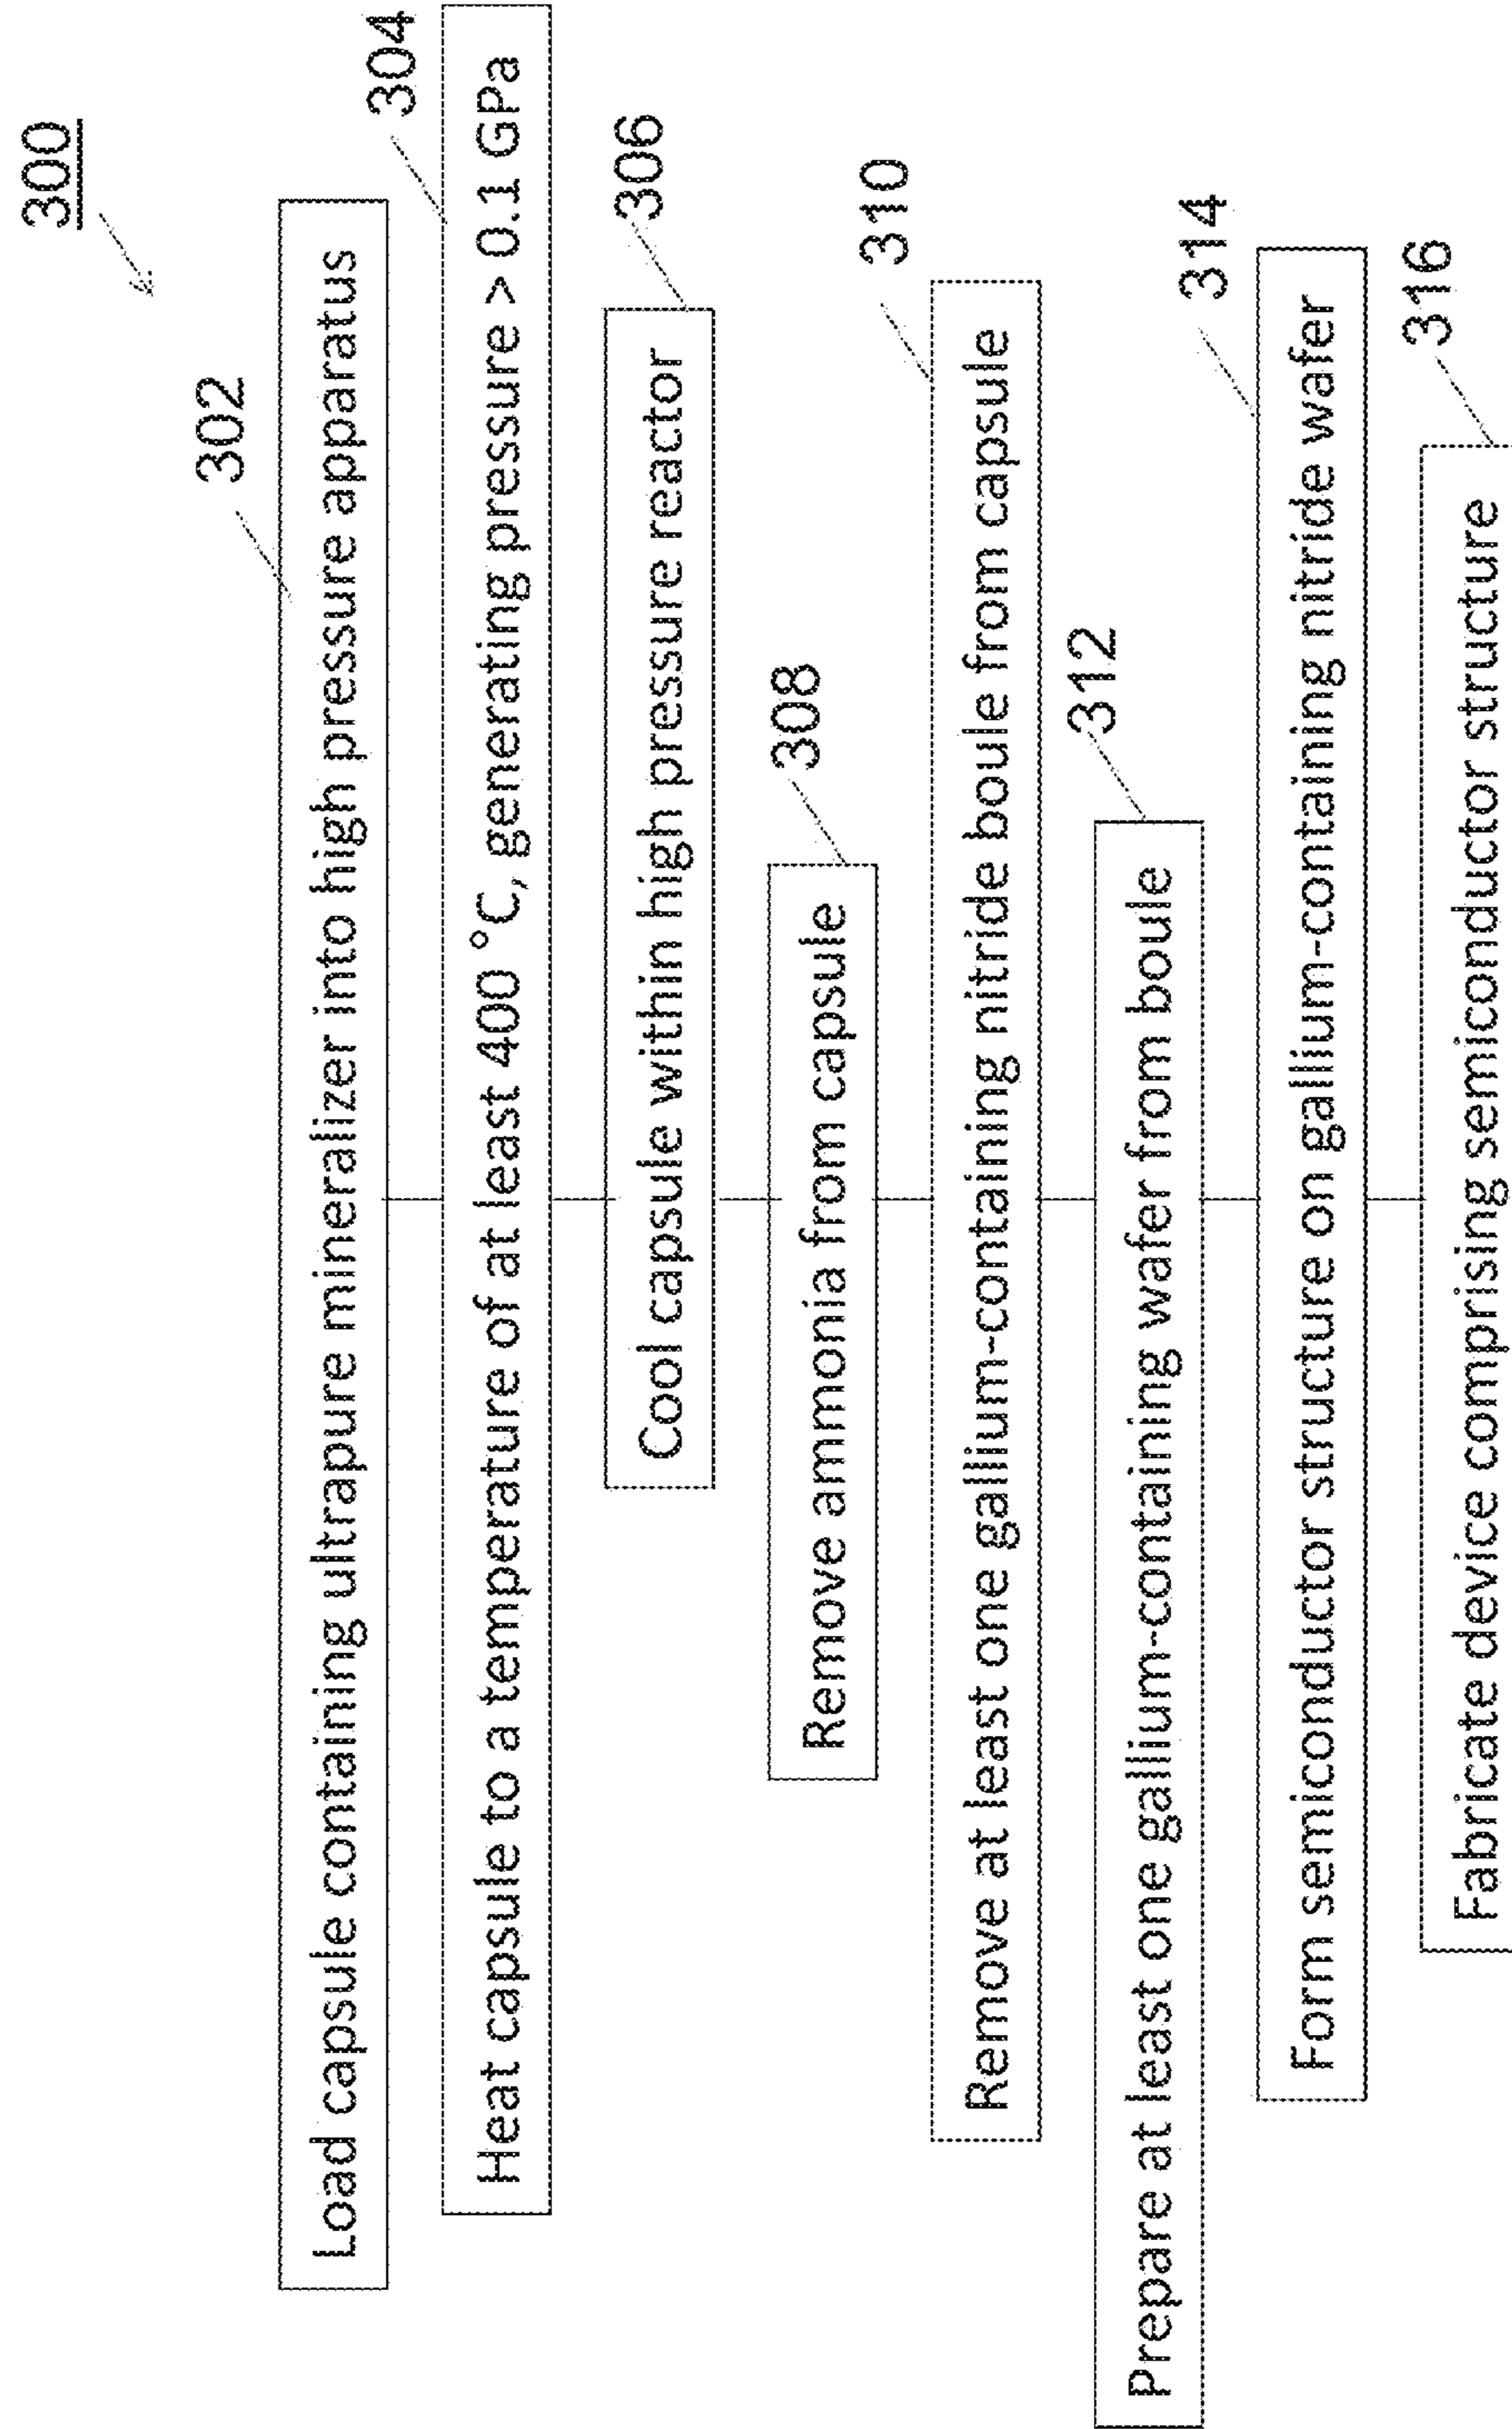 300
302
Load capsule containing ultrapure mineralizer into high pressure apparatus
304
Heat capsule to a temperature of at least 400 °C, generating pressure > 0.1 GPa
306
Cool capsule within high pressure reactor
308
Remove ammonia from capsule
310
Remove at least one gallium-containing nitride boule from capsule
312
Prepare at least one gallium-containing wafer from boule
314
Form semiconductor structure on gallium-containing nitride wafer
316
Fabricate device comprising semiconductor structure